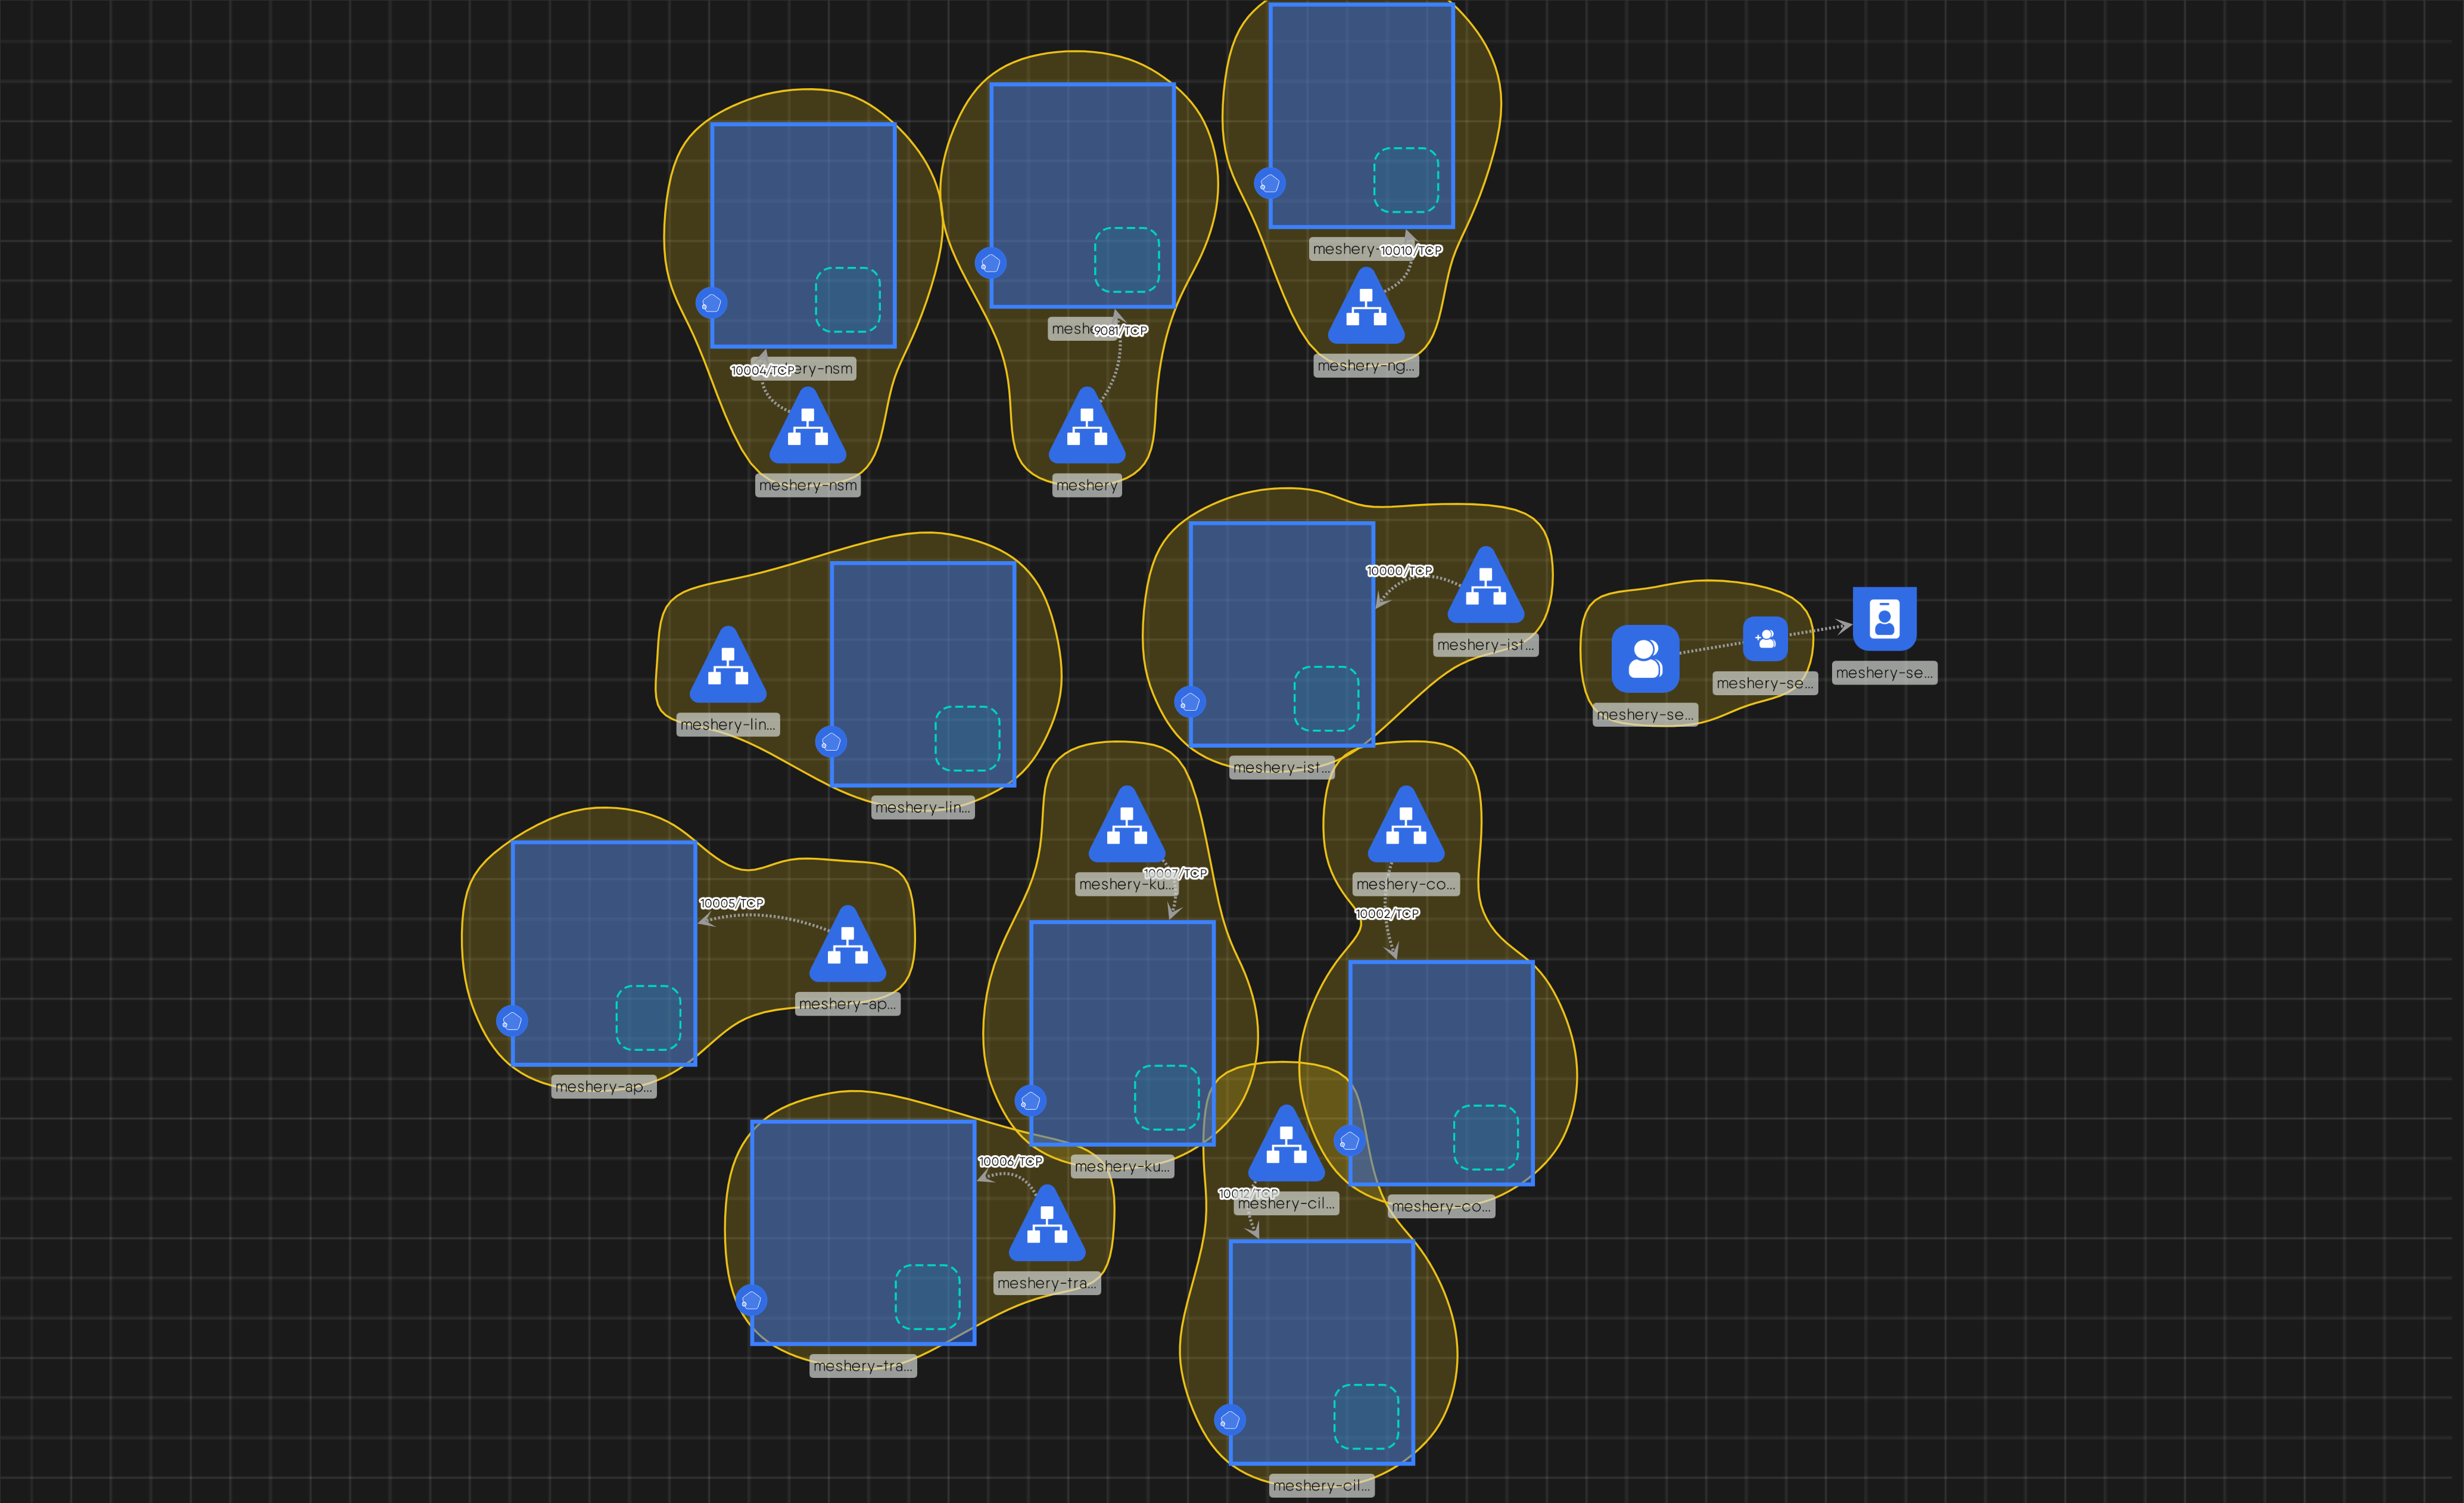 meshery-...
10010/TCP
meshery-ng...
mesh...
9081/TCP
meshery
10004/TCP
...ery-nsm
meshery-nsm
10000/TCP
meshery-ist...
meshery-ist...
meshery-se...
meshery-se...
meshery-se...
meshery-lin...
meshery-lin...
meshery-ku...
10007/TCP
meshery-ku...
meshery-co...
10002/TCP
meshery-co...
10005/TCP
meshery-ap...
meshery-ap...
10006/TCP
meshery-tra...
meshery-tra...
10012/TCP
meshery-cil...
meshery-cil...